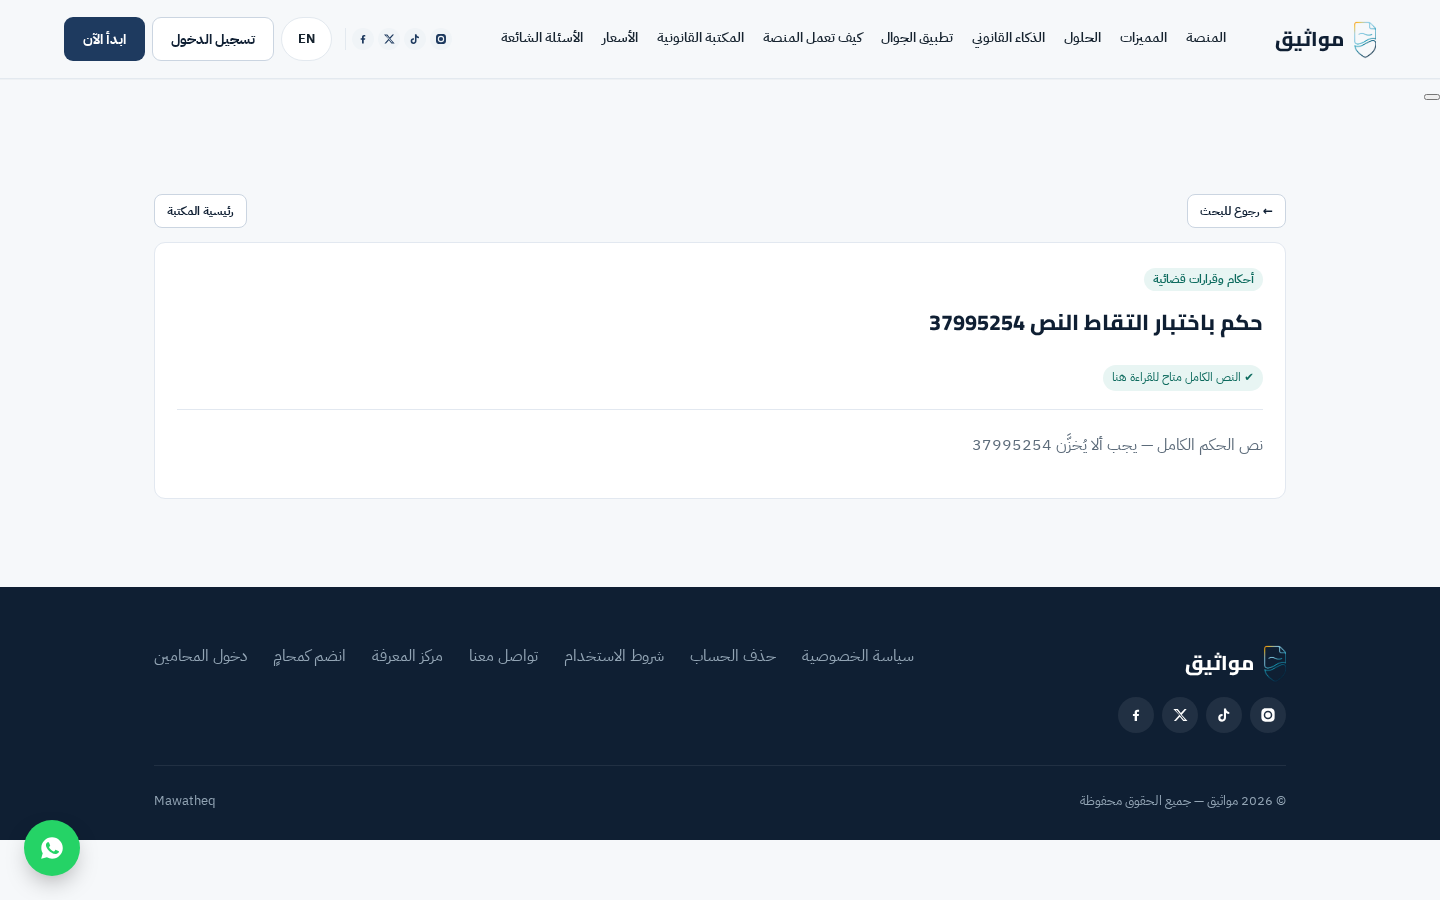 مواثيق
المنصة المميزات الحلول الذكاء القانوني تطبيق الجوال كيف تعمل المنصة المكتبة القانونية الأسعار الأسئلة الشائعة
EN تسجيل الدخول ابدأ الآن
← رجوع للبحث
رئيسية المكتبة
أحكام وقرارات قضائية
حكم باختبار التقاط النص 37995254
✔ النص الكامل متاح للقراءة هنا
نص الحكم الكامل — يجب ألا يُخزَّن 37995254
مواثيق
سياسة الخصوصية حذف الحساب شروط الاستخدام تواصل معنا مركز المعرفة انضم كمحامٍ دخول المحامين
© 2026 مواثيق — جميع الحقوق محفوظة
Mawatheq